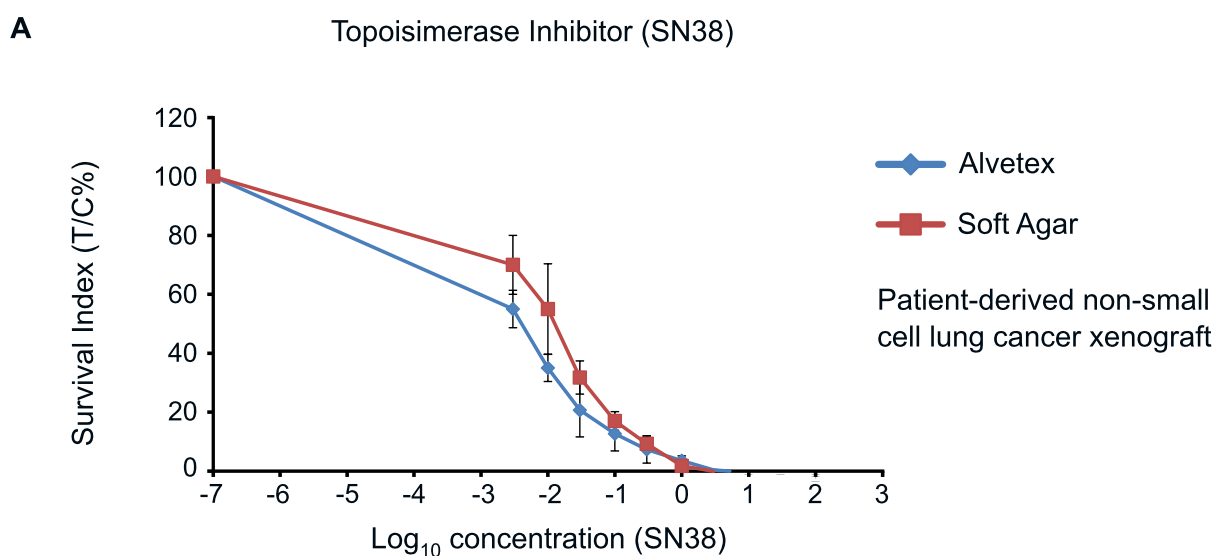 A
Topoisimerase Inhibitor (SN38)
120
100
80
60
40
20
0
Survival Index (T/C%)
-7 -6 -5 -4 -3 -2 -1 0 1 2 3
Log10 concentration (SN38)
Alvetex
Soft Agar
Patient-derived non-small
cell lung cancer xenograft